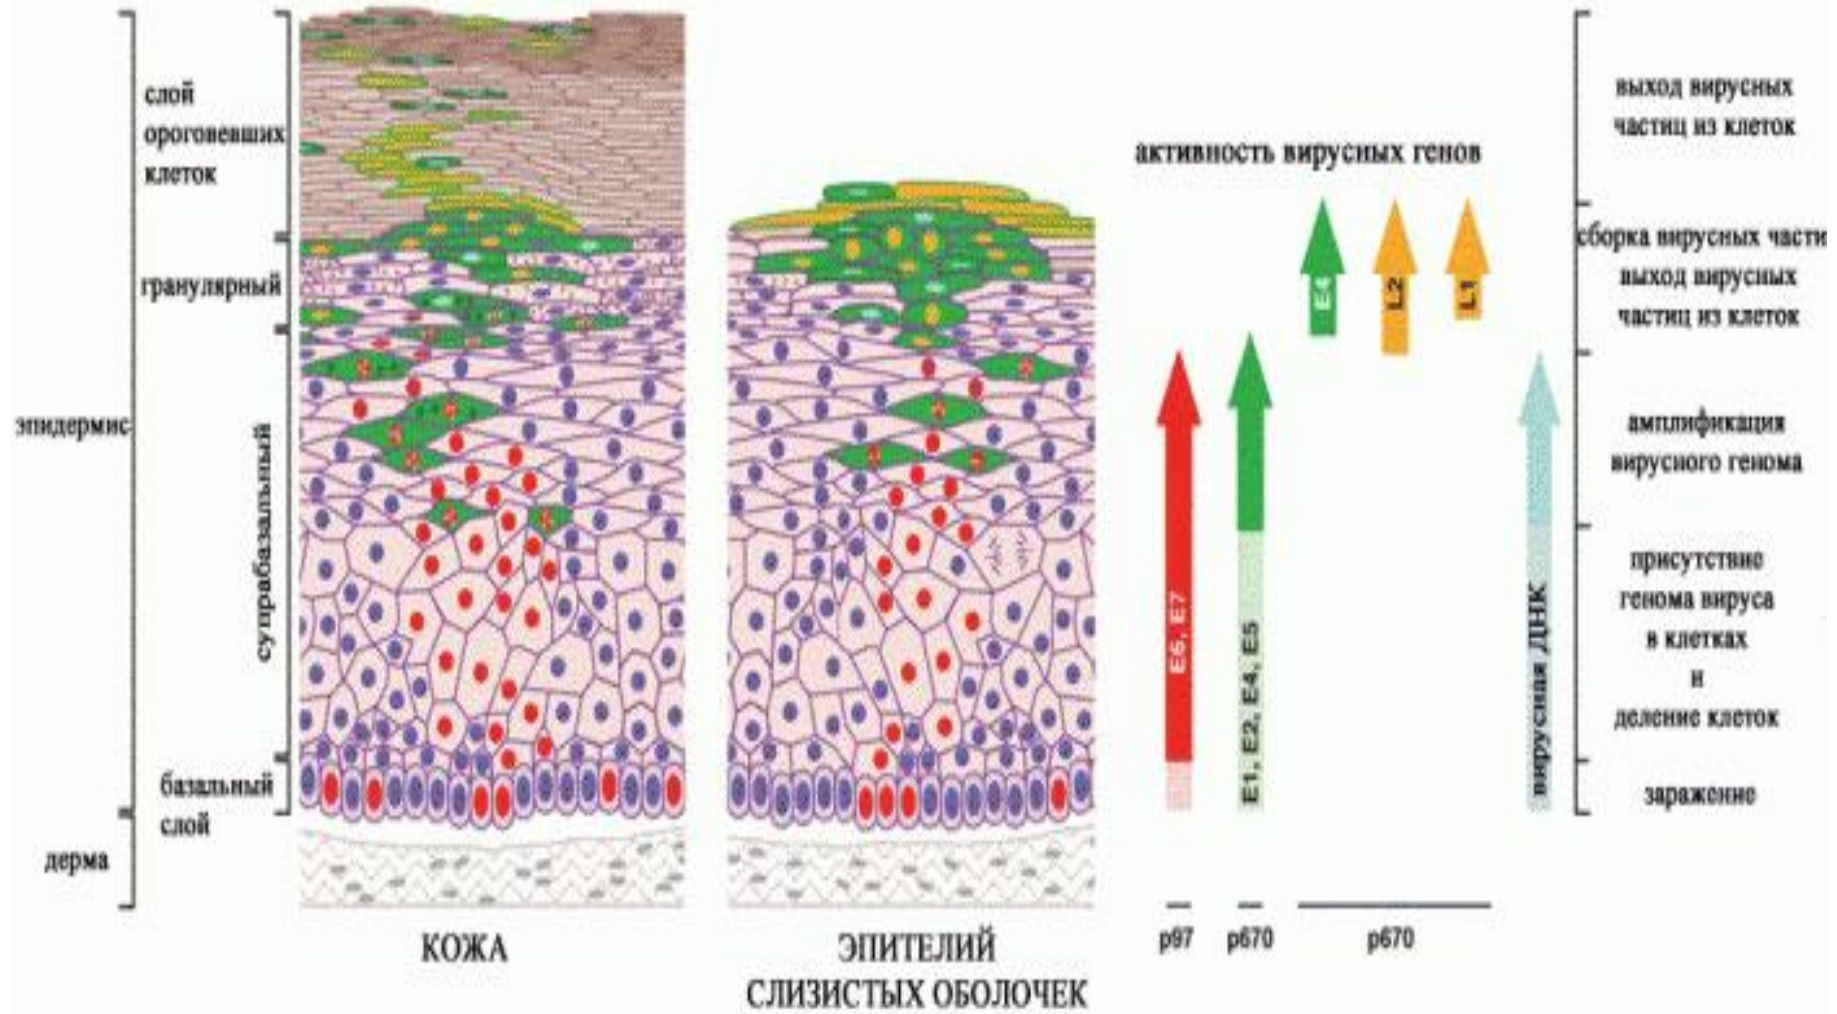 слой
ороговевших
клеток
гранулярный
эпидермис
супрабазальный
базальный
слой
дерма
КОЖА
ЭПИТЕЛИЙ
СЛИЗИСТЫХ ОБОЛОЧЕК
активность вирусных генов
E4
L2
L1
E6, E7
E1, E2, E4, E5
вирусная ДНК
p97
p670
p670
выход вирусных
частиц из клеток
сборка вирусных части
выход вирусных
частиц из клеток
амплификация
вирусного генома
присутствие
генома вируса
в клетках
и
деление клеток
заражение